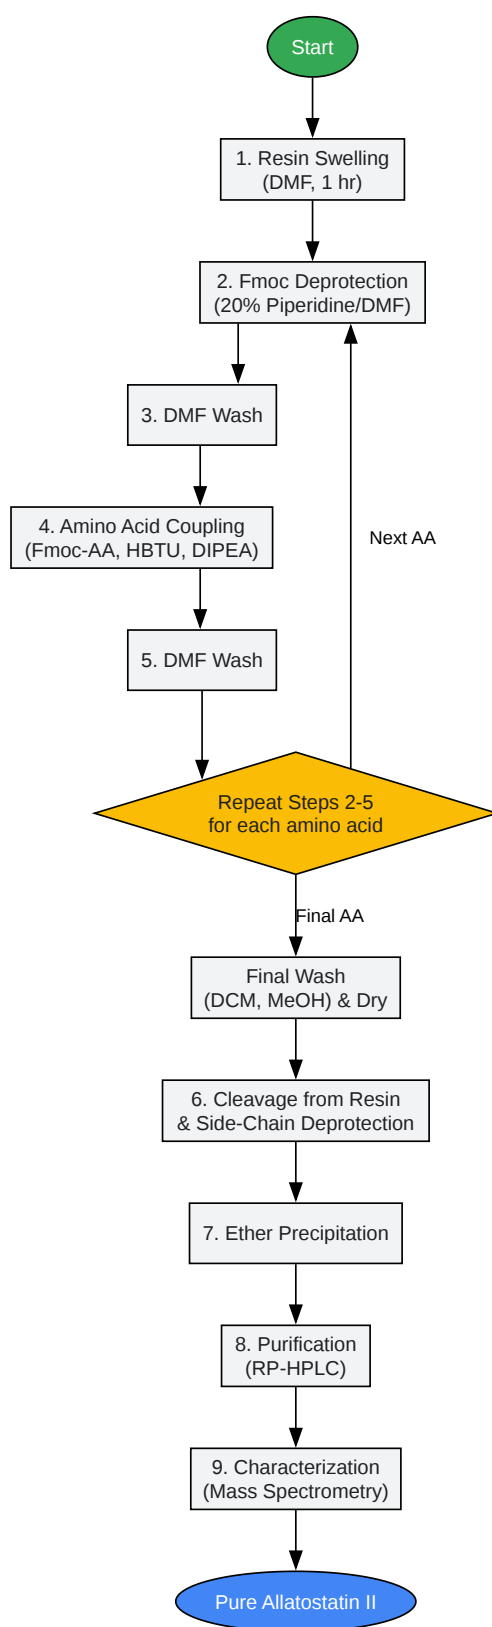 Start
1. Resin Swelling
(DMF, 1 hr)
2. Fmoc Deprotection
(20% Piperidine/DMF)
3. DMF Wash
4. Amino Acid Coupling
(Fmoc-AA, HBTU, DIPEA)
Next AA
5. DMF Wash
Repeat Steps 2-5
for each amino acid
Final AA
Final Wash
(DCM, MeOH) & Dry
6. Cleavage from Resin
& Side-Chain Deprotection
7. Ether Precipitation
8. Purification
(RP-HPLC)
9. Characterization
(Mass Spectrometry)
Pure Allatostatin II